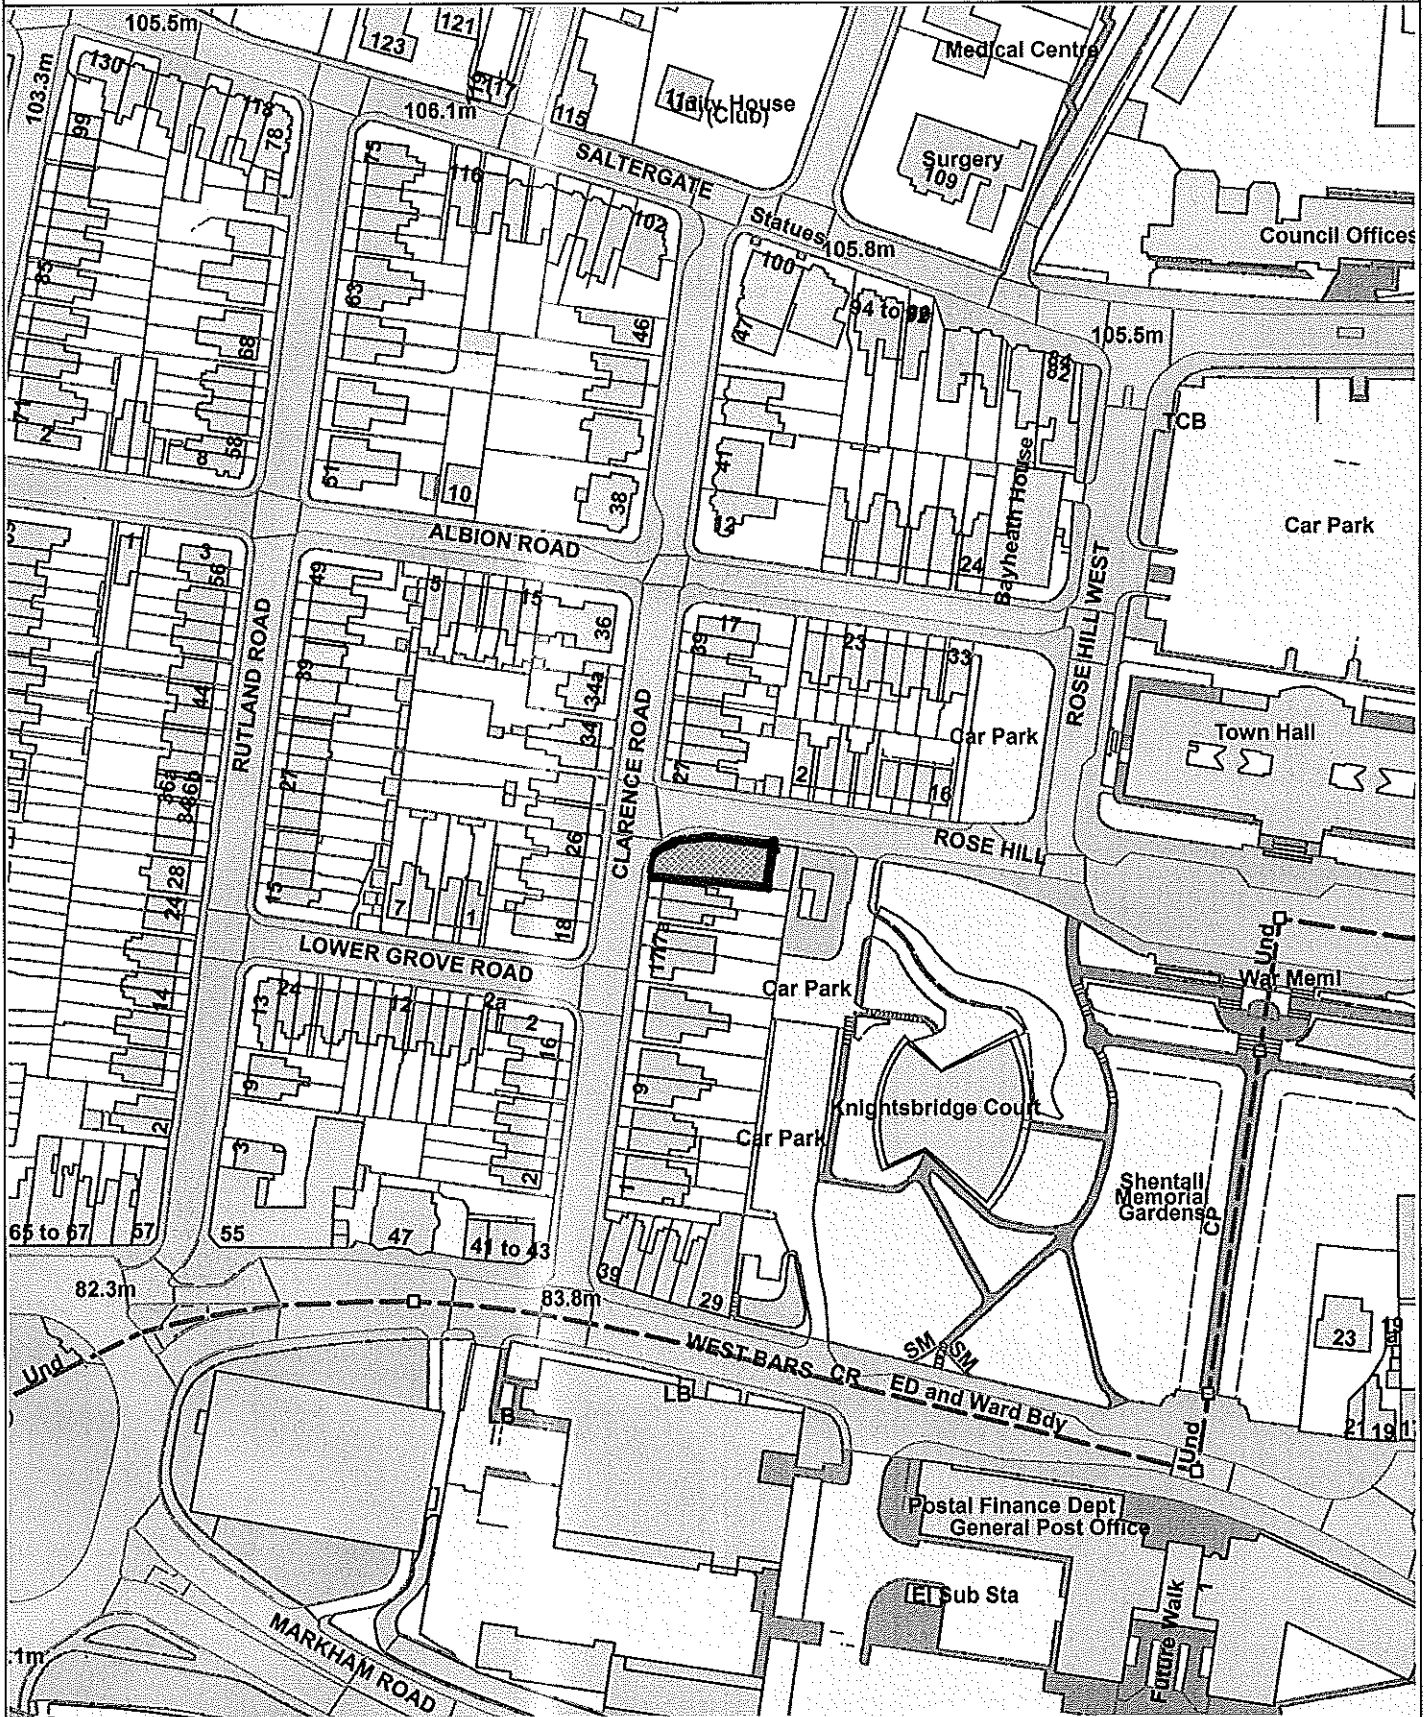 105.5m
123
121
Medical Centre
103.3m
130
118
78
99
106.1m
119
117
115
Unity House
(Club)
SALTERGATE
Surgery
109
75
116
102
Statues
105.8m
Council Offices
100
47
94 to
105.5m
84
82
85
63
68
46
71
2
8
58
51
10
38
41
12
TCB
Bayheath House
24
Car Park
ALBION ROAD
1
3
56
49
5
15
36
39
17
23
33
ROSE HILL WEST
RUTLAND ROAD
39
44
34a
34
CLARENCE ROAD
27
2
16
Car Park
Town Hall
36a
36b
34
27
26
ROSE HILL
28
24
15
7
1
18
17a
17
LOWER GROVE ROAD
Und
War Meml
Car Park
14
13
24
12
2a
2
16
9
9
Knightsbridge Court
2
3
2
1
Car Park
Shentall
Memorial
Gardens
CP
65 to 67
57
55
47
41 to 43
39
29
82.3m
83.8m
23
19a
Und
WEST BARS
CR
ED and Ward Bdy
SM
SM
B
LB
Und
21
19
Postal Finance Dept
General Post Office
El Sub Sta
Future Walk
1
MARKHAM ROAD
.1m